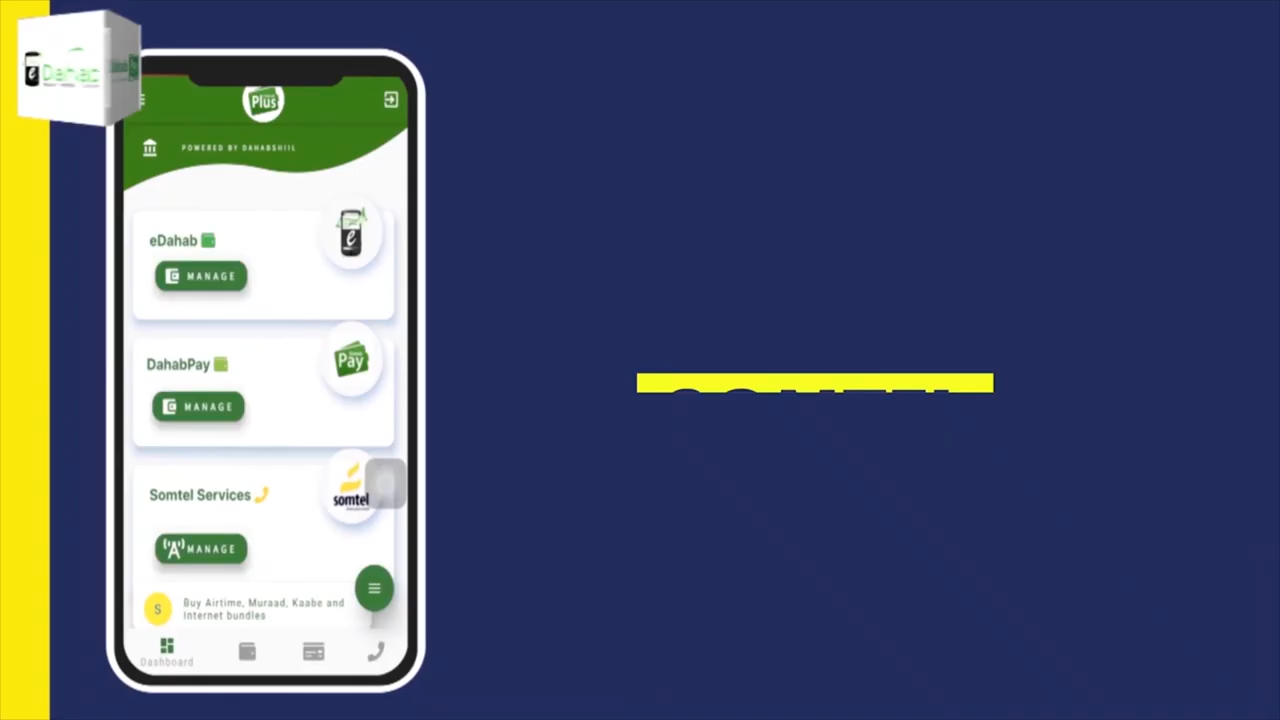 e Dahab
Plus
POWERED BY DAHABSHIIL
eDahab
e
MANAGE
DahabPay
Pay
MANAGE
Somtel Services
somtel
MANAGE
S
Buy Airtime, Muraad, Kaabe and
Internet bundles
Dashboard